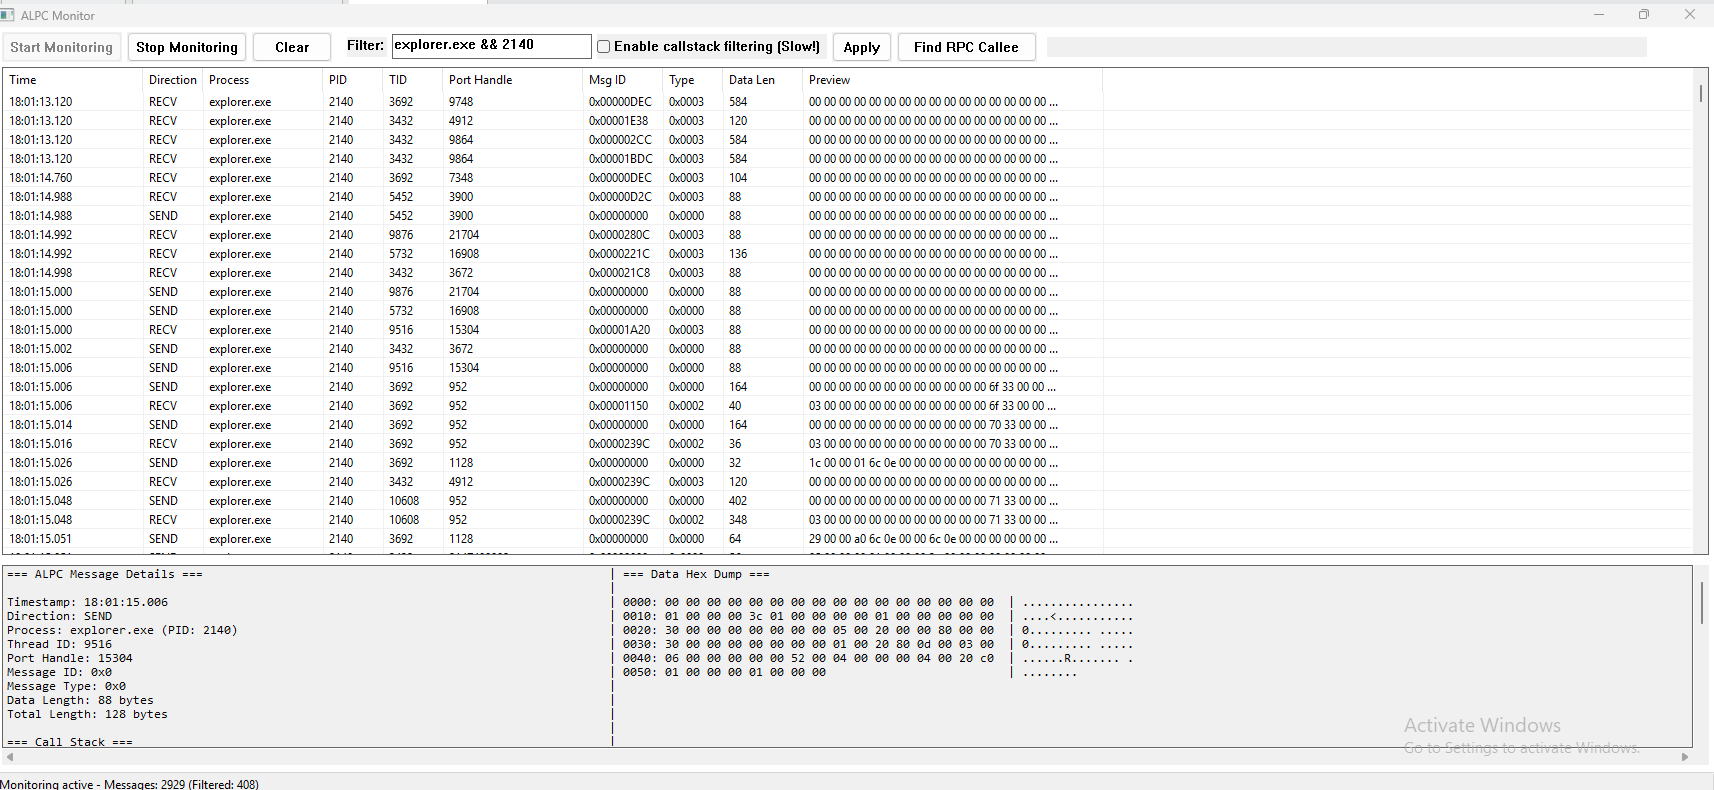 ALPC Monitor
Start Monitoring Stop Monitoring Clear Filter: explorer.exe && 2140 Enable callstack filtering (Slow!) Apply Find RPC Callee
Time Direction Process PID TID Port Handle Msg ID Type Data Len Preview
18:01:13.120 RECV explorer.exe 2140 3692 9748 0x00000DEC 0x0003 584 00 00 00 00 00 00 00 00 00 00 00 00 00 00 00 00 ...
18:01:13.120 RECV explorer.exe 2140 3432 4912 0x00001E38 0x0003 120 00 00 00 00 00 00 00 00 00 00 00 00 00 00 00 00 ...
18:01:13.120 RECV explorer.exe 2140 3432 9864 0x000002CC 0x0003 584 00 00 00 00 00 00 00 00 00 00 00 00 00 00 00 00 ...
18:01:13.120 RECV explorer.exe 2140 3432 9864 0x00001BDC 0x0003 584 00 00 00 00 00 00 00 00 00 00 00 00 00 00 00 00 ...
18:01:14.760 RECV explorer.exe 2140 3692 7348 0x00000DEC 0x0003 104 00 00 00 00 00 00 00 00 00 00 00 00 00 00 00 00 ...
18:01:14.988 RECV explorer.exe 2140 5452 3900 0x00000D2C 0x0003 88 00 00 00 00 00 00 00 00 00 00 00 00 00 00 00 00 ...
18:01:14.988 SEND explorer.exe 2140 5452 3900 0x00000000 0x0000 88 00 00 00 00 00 00 00 00 00 00 00 00 00 00 00 00 ...
18:01:14.992 RECV explorer.exe 2140 9876 21704 0x0000280C 0x0003 88 00 00 00 00 00 00 00 00 00 00 00 00 00 00 00 00 ...
18:01:14.992 RECV explorer.exe 2140 5732 16908 0x0000221C 0x0003 136 00 00 00 00 00 00 00 00 00 00 00 00 00 00 00 00 ...
18:01:14.998 RECV explorer.exe 2140 3432 3672 0x000021C8 0x0003 88 00 00 00 00 00 00 00 00 00 00 00 00 00 00 00 00 ...
18:01:15.000 SEND explorer.exe 2140 9876 21704 0x00000000 0x0000 88 00 00 00 00 00 00 00 00 00 00 00 00 00 00 00 00 ...
18:01:15.000 SEND explorer.exe 2140 5732 16908 0x00000000 0x0000 88 00 00 00 00 00 00 00 00 00 00 00 00 00 00 00 00 ...
18:01:15.000 RECV explorer.exe 2140 9516 15304 0x00001A20 0x0003 88 00 00 00 00 00 00 00 00 00 00 00 00 00 00 00 00 ...
18:01:15.002 SEND explorer.exe 2140 3432 3672 0x00000000 0x0000 88 00 00 00 00 00 00 00 00 00 00 00 00 00 00 00 00 ...
18:01:15.006 SEND explorer.exe 2140 9516 15304 0x00000000 0x0000 88 00 00 00 00 00 00 00 00 00 00 00 00 00 00 00 00 ...
18:01:15.006 SEND explorer.exe 2140 3692 952 0x00000000 0x0000 164 00 00 00 00 00 00 00 00 00 00 00 00 6f 33 00 00 ...
18:01:15.006 RECV explorer.exe 2140 3692 952 0x00001150 0x0002 40 03 00 00 00 00 00 00 00 00 00 00 00 6f 33 00 00 ...
18:01:15.014 SEND explorer.exe 2140 3692 952 0x00000000 0x0000 164 00 00 00 00 00 00 00 00 00 00 00 00 70 33 00 00 ...
18:01:15.016 RECV explorer.exe 2140 3692 952 0x0000239C 0x0002 36 03 00 00 00 00 00 00 00 00 00 00 00 70 33 00 00 ...
18:01:15.026 SEND explorer.exe 2140 3692 1128 0x00000000 0x0000 32 1c 00 00 01 6c 0e 00 00 00 00 00 00 00 00 00 00 ...
18:01:15.026 RECV explorer.exe 2140 3432 4912 0x0000239C 0x0003 120 00 00 00 00 00 00 00 00 00 00 00 00 00 00 00 00 ...
18:01:15.048 SEND explorer.exe 2140 10608 952 0x00000000 0x0000 402 00 00 00 00 00 00 00 00 00 00 00 00 71 33 00 00 ...
18:01:15.048 RECV explorer.exe 2140 10608 952 0x0000239C 0x0002 348 03 00 00 00 00 00 00 00 00 00 00 00 71 33 00 00 ...
18:01:15.051 SEND explorer.exe 2140 3692 1128 0x00000000 0x0000 64 29 00 00 a0 6c 0e 00 00 6c 0e 00 00 00 00 00 00 ...
=== ALPC Message Details ===
Timestamp: 18:01:15.006
Direction: SEND
Process: explorer.exe (PID: 2140)
Thread ID: 9516
Port Handle: 15304
Message ID: 0x0
Message Type: 0x0
Data Length: 88 bytes
Total Length: 128 bytes
=== Call Stack ===
=== Data Hex Dump ===
0000: 00 00 00 00 00 00 00 00 00 00 00 00 00 00 00 00 | ................
0010: 01 00 00 00 3c 01 00 00 00 00 01 00 00 00 00 00 | ....<...........
0020: 30 00 00 00 00 00 00 00 05 00 20 00 00 80 00 00 | 0......... .....
0030: 30 00 00 00 00 00 00 00 01 00 20 80 0d 00 03 00 | 0......... .....
0040: 06 00 00 00 00 00 52 00 04 00 00 00 04 00 20 c0 | ......R....... .
0050: 01 00 00 00 01 00 00 00 | ........
Activate Windows
Go to Settings to activate Windows.
Monitoring active - Messages: 2929 (Filtered: 408)